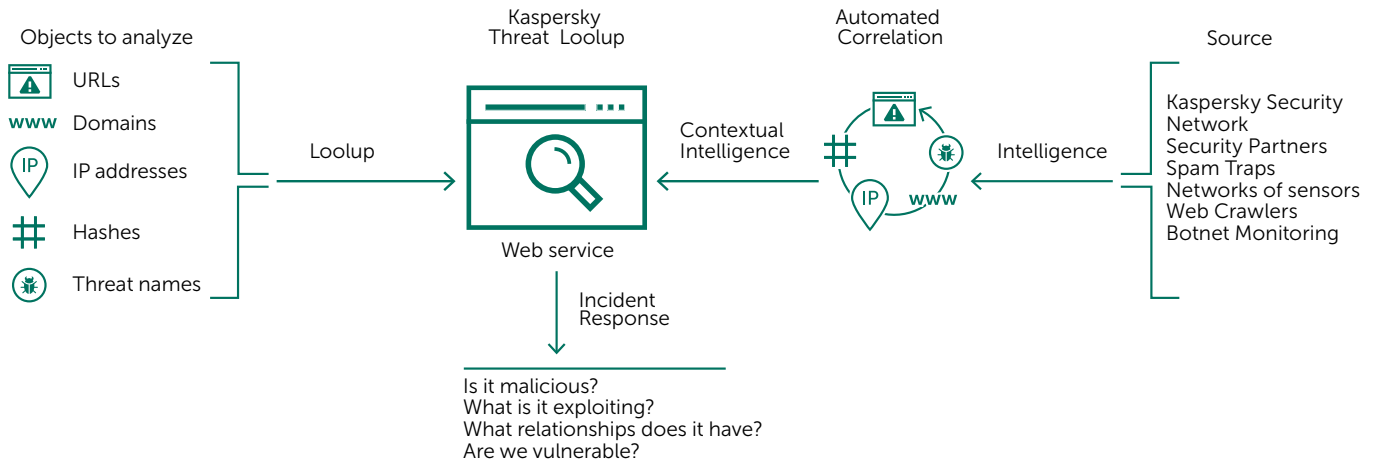 Objects to analyze
URLs
www Domains
IP IP addresses
Hashes
Threat names
Loolup
Kaspersky
Threat Loolup
Web service
Incident
Response
Is it malicious?
What is it exploiting?
What relationships does it have?
Are we vulnerable?
Contextual
Intelligence
Automated
Correlation
IP
www
Intelligence
Source
Kaspersky Security
Network
Security Partners
Spam Traps
Networks of sensors
Web Crawlers
Botnet Monitoring